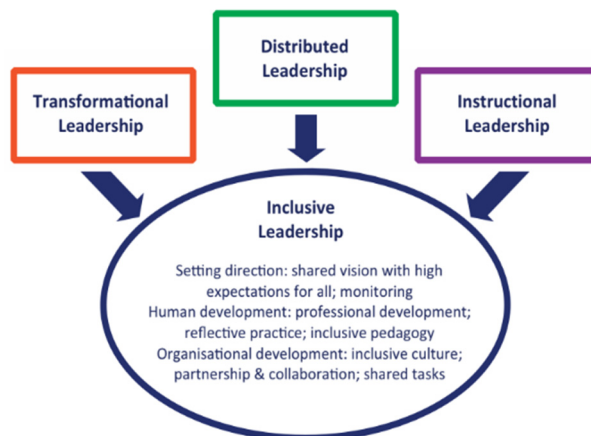 Distributed
Leadership
Transformational
Leadership
Instructional
Leadership
Inclusive
Leadership
Setting direction: shared vision with high
expectations for all; monitoring
Human development: professional development;
reflective practice; inclusive pedagogy
Organisational development: inclusive culture;
partnership & collaboration; shared tasks